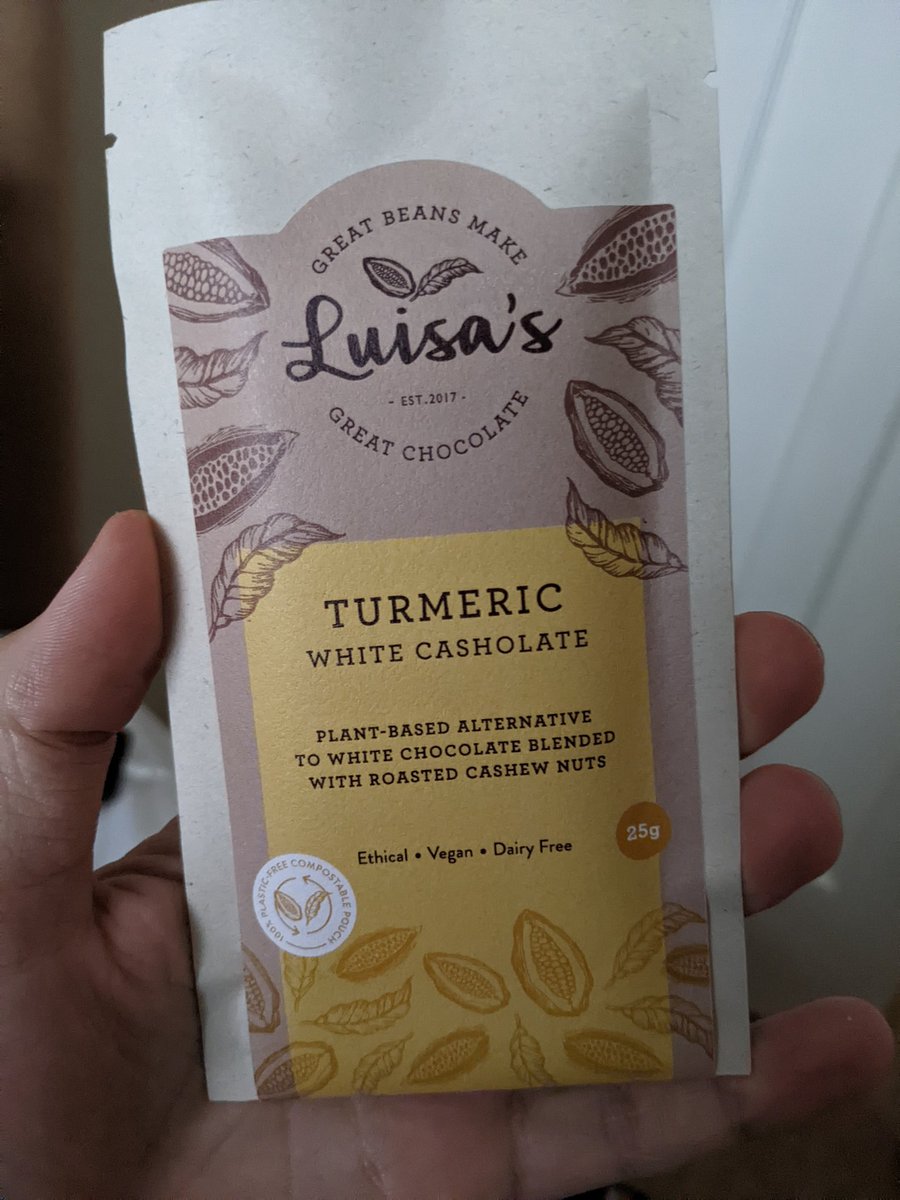 GREAT BEANS MAKE
Luisa's
- EST.2017 -
GREAT CHOCOLATE
TURMERIC
WHITE CASHOLATE
PLANT-BASED ALTERNATIVE
TO WHITE CHOCOLATE BLENDED
WITH ROASTED CASHEW NUTS
25g
Ethical • Vegan • Dairy Free
100% PLASTIC-FREE COMPOSTABLE POUCH